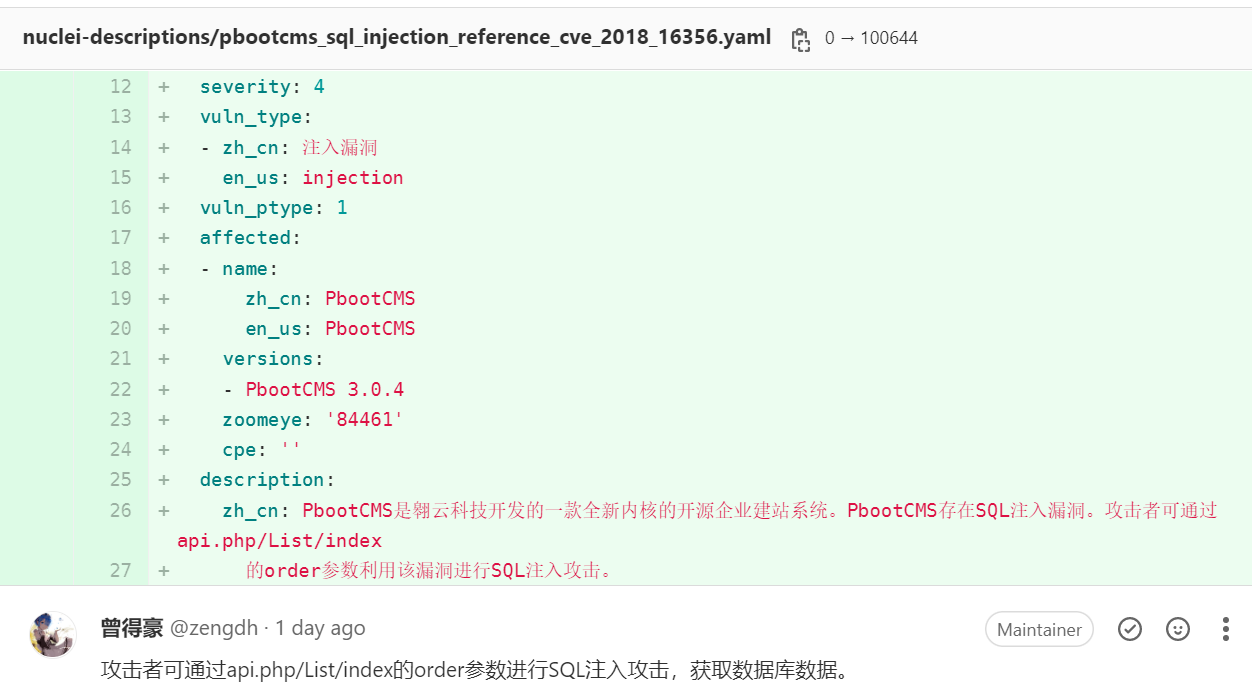 nuclei-descriptions/pbootcms_sql_injection_reference_cve_2018_16356.yaml 0 → 100644
12 + severity: 4
13 + vuln_type:
14 + - zh_cn: 注入漏洞
15 + en_us: injection
16 + vuln_ptype: 1
17 + affected:
18 + - name:
19 + zh_cn: PbootCMS
20 + en_us: PbootCMS
21 + versions:
22 + - PbootCMS 3.0.4
23 + zoomeye: '84461'
24 + cpe: ''
25 + description:
26 + zh_cn: PbootCMS是翱云科技开发的一款全新内核的开源企业建站系统。PbootCMS存在SQL注入漏洞。攻击者可通过
api.php/List/index
27 + 的order参数利用该漏洞进行SQL注入攻击。
曾得豪 @zengdh · 1 day ago Maintainer
攻击者可通过api.php/List/index的order参数进行SQL注入攻击，获取数据库数据。